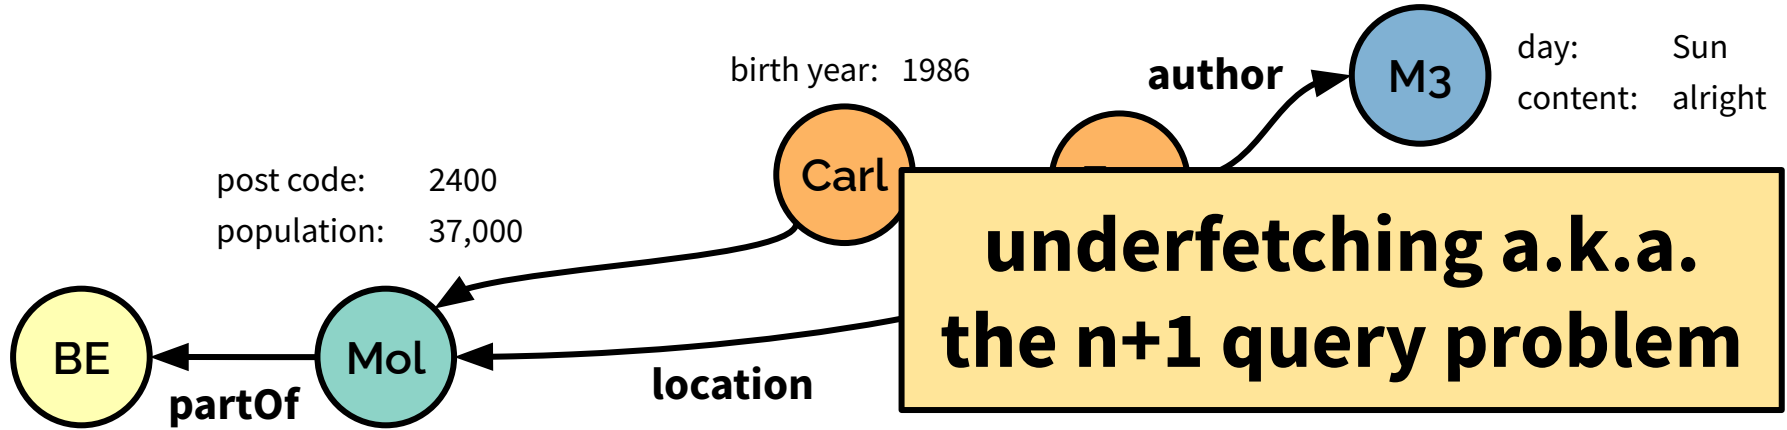 birth year: 1986
author
M3
day: Sun
content: alright
Carl
post code: 2400
population: 37,000
underfetching a.k.a.
the n+1 query problem
BE
Mol
partOf
location